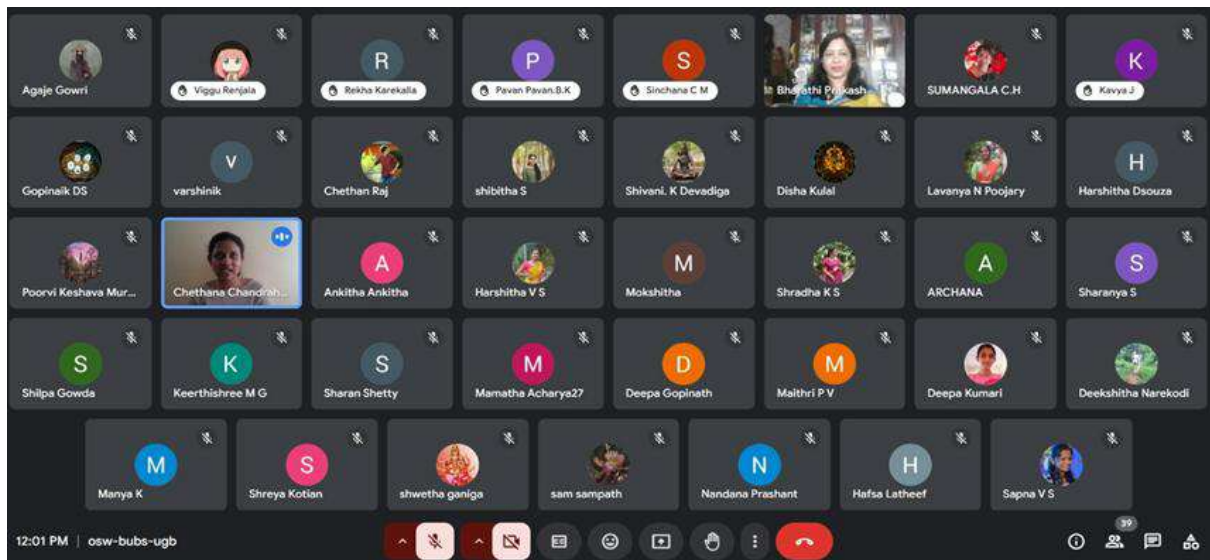 Agaje Gowri
Viggu Renjala
R
Rekha Karekalla
P
Pavan Pavan.B.K
S
Sinchana C M
Bharathi Prakash
SUMANGALA C.H
K
Kavya J
Gopinaik DS
v
varshinik
Chethan Raj
shibitha S
Shivani. K Devadiga
Disha Kulal
Lavanya N Poojary
H
Harshitha Dsouza
Poorvi Keshava Mur...
Chethana Chandrah...
A
Ankitha Ankitha
Harshitha V S
M
Mokshitha
Shradha K S
A
ARCHANA
S
Sharanya S
S
Shilpa Gowda
K
Keerthishree M G
S
Sharan Shetty
M
Mamatha Acharya27
D
Deepa Gopinath
M
Maithri P V
Deepa Kumari
Deekshitha Narekodi
M
Manya K
S
Shreya Kotian
shwetha ganiga
sam sampath
N
Nandana Prashant
H
Hafsa Latheef
Sapna V S
12:01 PM | osw-bubs-ugb
39